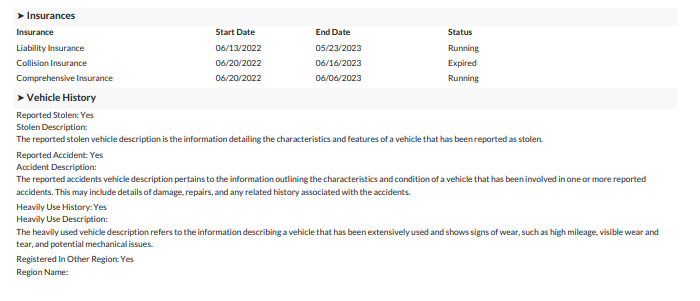 ➤ Insurances
Insurance Start Date End Date Status
Liability Insurance 06/13/2022 05/23/2023 Running
Collision Insurance 06/20/2022 06/16/2023 Expired
Comprehensive Insurance 06/20/2022 06/06/2023 Running
➤ Vehicle History
Reported Stolen: Yes
Stolen Description:
The reported stolen vehicle description is the information detailing the characteristics and features of a vehicle that has been reported as stolen.
Reported Accident: Yes
Accident Description:
The reported accidents vehicle description pertains to the information outlining the characteristics and condition of a vehicle that has been involved in one or more reported
accidents. This may include details of damage, repairs, and any related history associated with the accidents.
Heavily Use History: Yes
Heavily Use Description:
The heavily used vehicle description refers to the information describing a vehicle that has been extensively used and shows signs of wear, such as high mileage, visible wear and
tear, and potential mechanical issues.
Registered In Other Region: Yes
Region Name: